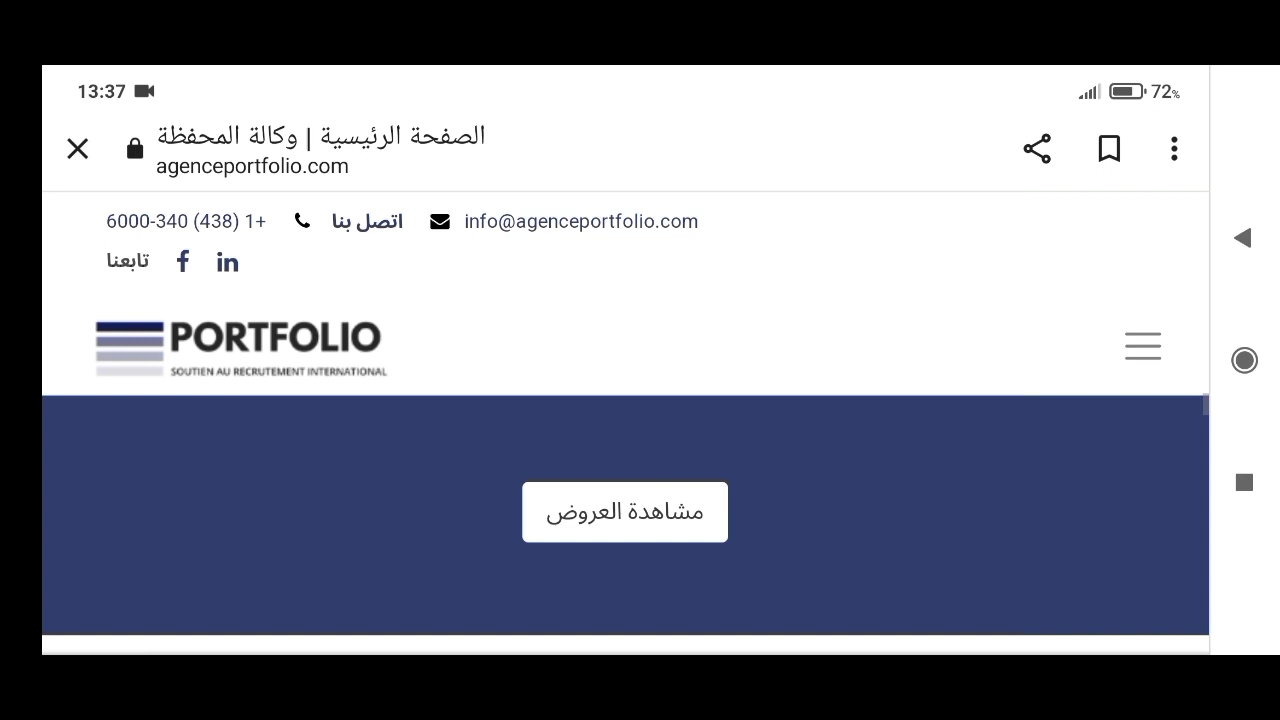 13:37
72%
الصفحة الرئيسية | وكالة المحفظة
agenceportfolio.com
6000-340 (438) 1+ اتصل بنا info@agenceportfolio.com
تابعنا f in
PORTFOLIO
SOUTIEN AU RECRUTEMENT INTERNATIONAL
مشاهدة العروض